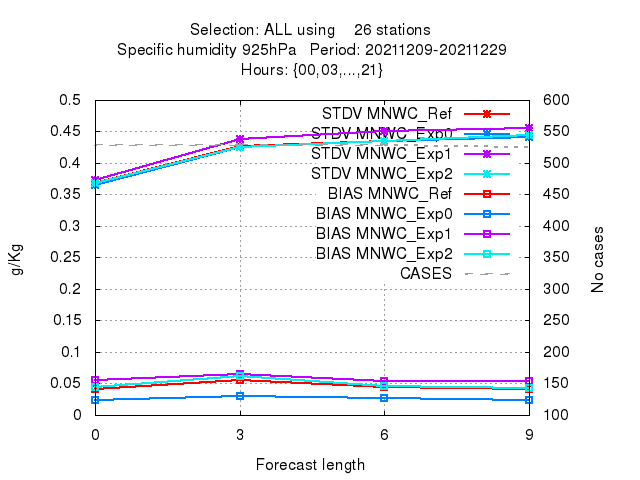 Selection: ALL using    26 stations
Specific humidity 925hPa   Period: 20211209-20211229
Hours: {00,03,...,21}
0.5 600
STDV MNWC_Ref
0.45 STDV MNWC_Exp0 550
STDV MNWC_Exp1
0.4 500
STDV MNWC_Exp2
0.35 BIAS MNWC_Ref 450
BIAS MNWC_Exp0
0.3 400
BIAS MNWC_Exp1
0.25 BIAS MNWC_Exp2 350
CASES
0.2 300
0.15 250
0.1 200
0.05 150
0 100
g/Kg
No cases
0 3 6 9
Forecast length